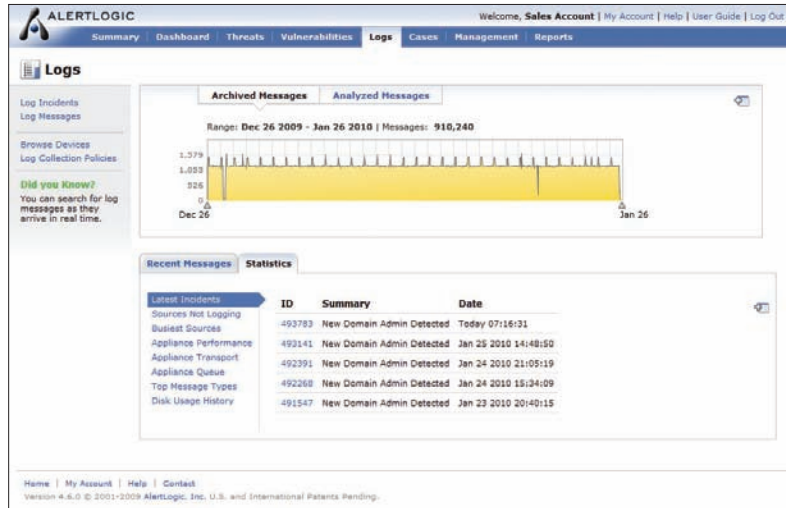 ALERTLOGIC
Welcome, Sales Account | My Account | Help | User Guide | Log Out
Summary Dashboard Threats Vulnerabilities Logs Cases Management Reports
Logs
Log Incidents
Log Messages
Browse Devices
Log Collection Policies
Did you Know?
You can search for log
messages as they
arrive in real time.
Archived Messages Analyzed Messages
Range: Dec 26 2009 - Jan 26 2010 | Messages: 910,240
1,579
1,053
526
0
Dec 26 Jan 26
Recent Messages Statistics
Latest Incidents
Sources Not Logging
Busiest Sources
Appliance Performance
Appliance Transport
Appliance Queue
Top Message Types
Disk Usage History
ID Summary Date
493783 New Domain Admin Detected Today 07:16:31
493141 New Domain Admin Detected Jan 25 2010 14:48:50
492391 New Domain Admin Detected Jan 24 2010 21:05:19
492268 New Domain Admin Detected Jan 24 2010 15:34:09
491547 New Domain Admin Detected Jan 23 2010 20:40:15
Home | My Account | Help | Contact
Version 4.6.0 © 2001-2009 AlertLogic, Inc. U.S. and International Patents Pending.